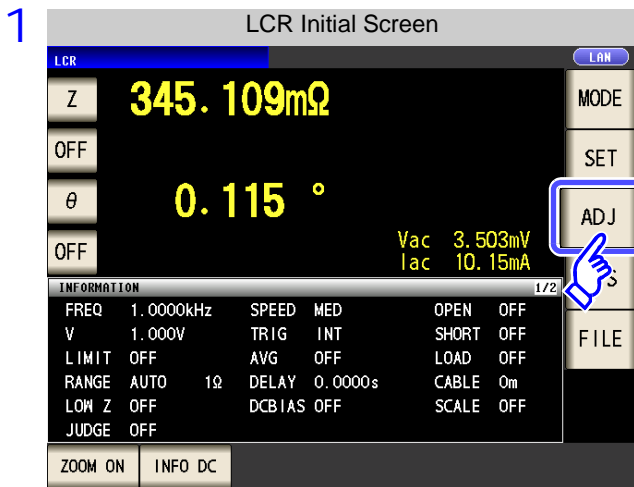 1
LCR Initial Screen
LCR
LAN
Z
345.109mΩ
MODE
OFF
SET
θ
0.115 °
ADJ
OFF
Vac 3.503mV
Iac 10.15mA
S
INFORMATION 1/2
FREQ 1.0000kHz SPEED MED OPEN OFF
V 1.000V TRIG INT SHORT OFF
FILE
LIMIT OFF AVG OFF LOAD OFF
RANGE AUTO 1Ω DELAY 0.0000s CABLE 0m
LOW Z OFF DCBIAS OFF SCALE OFF
JUDGE OFF
ZOOM ON INFO DC